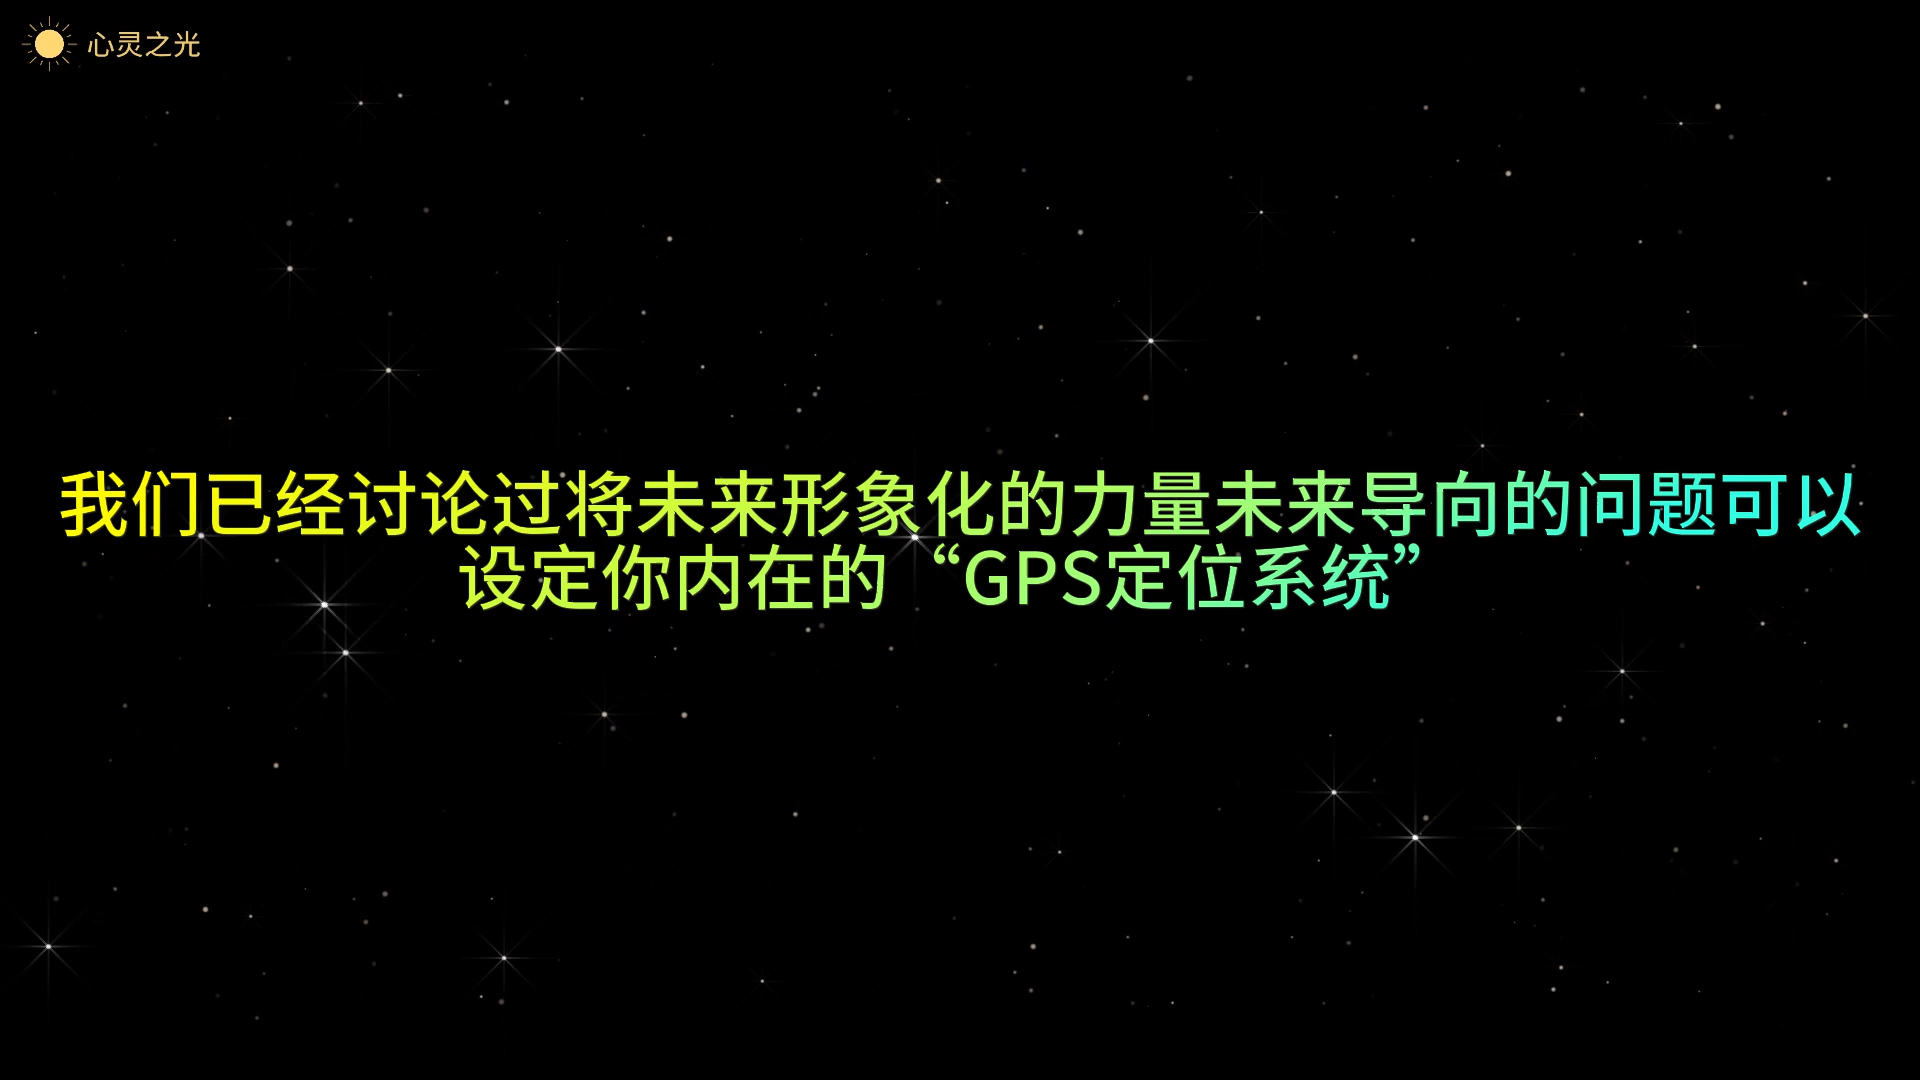 心灵之光
我们已经讨论过将未来形象化的力量未来导向的问题可以
设定你内在的“GPS定位系统”